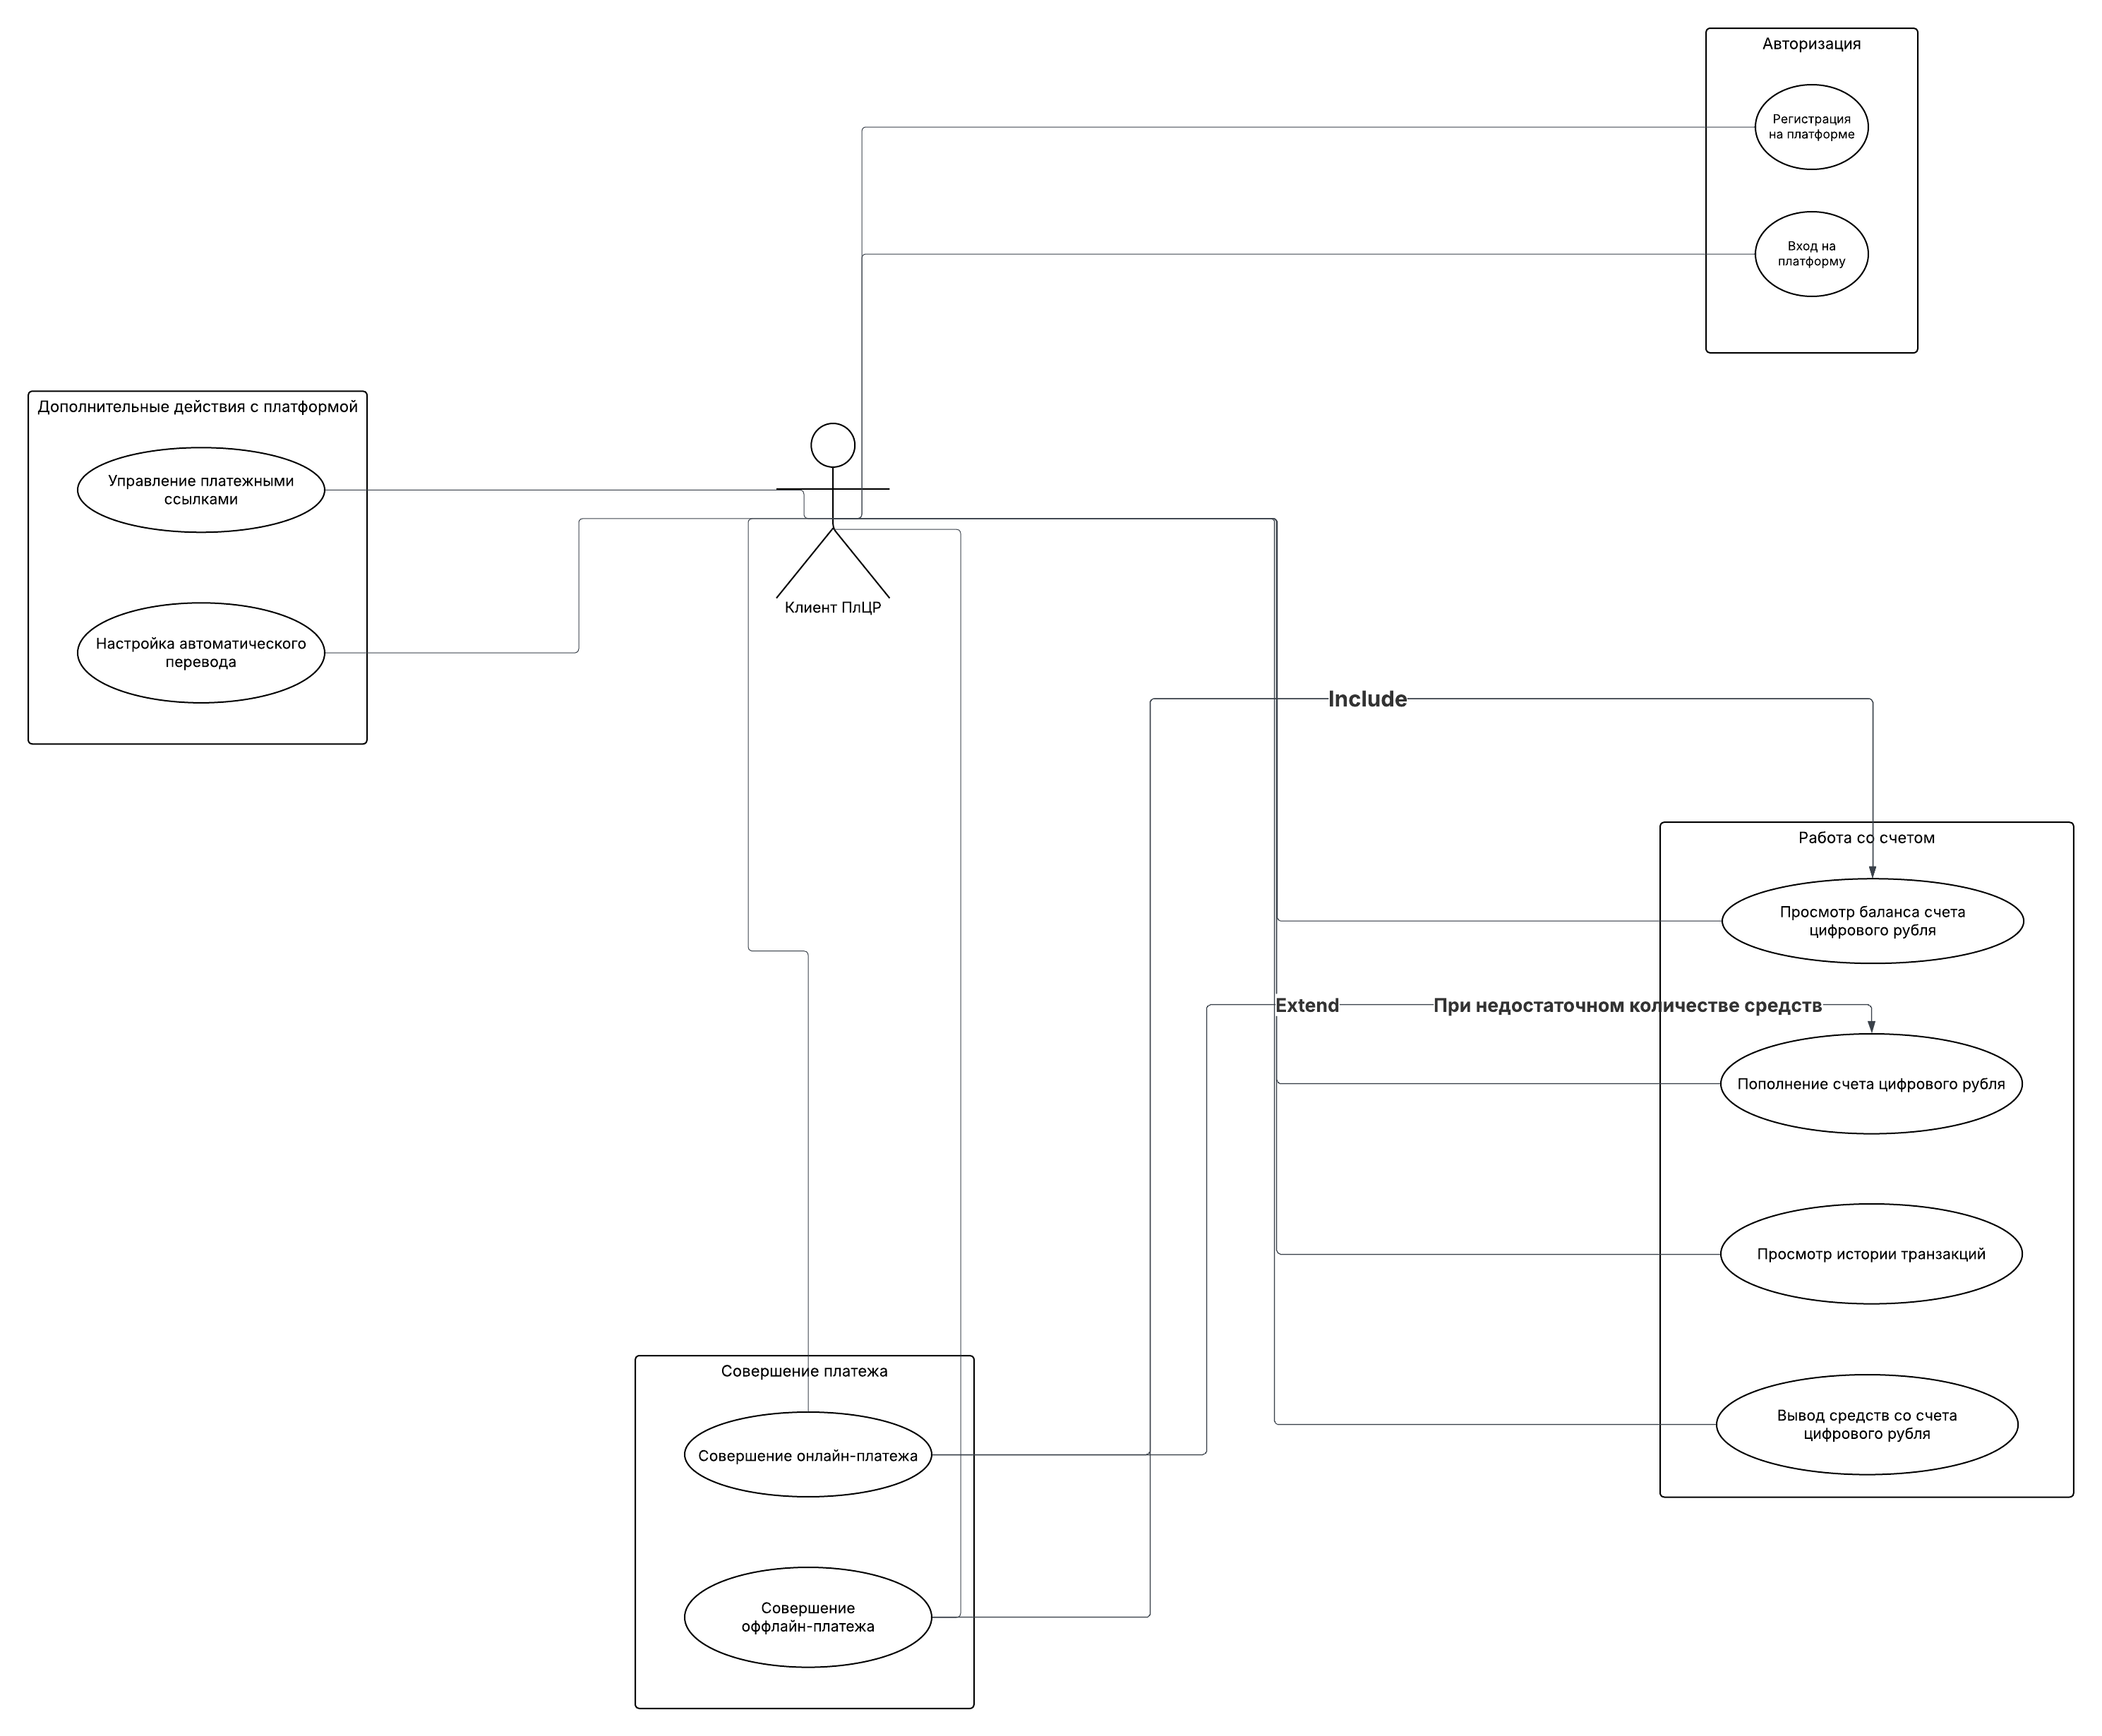 Авторизация
Регистрация
на платформе
Вход на
платформу
Дополнительные действия с платформой
Управление платежными
ссылками
Настройка автоматического
перевода
Клиент ПлЦР
Include
Работа со счетом
Просмотр баланса счета
цифрового рубля
Extend
При недостаточном количестве средств
Пополнение счета цифрового рубля
Просмотр истории транзакций
Вывод средств со счета
цифрового рубля
Совершение платежа
Совершение онлайн-платежа
Совершение
оффлайн-платежа